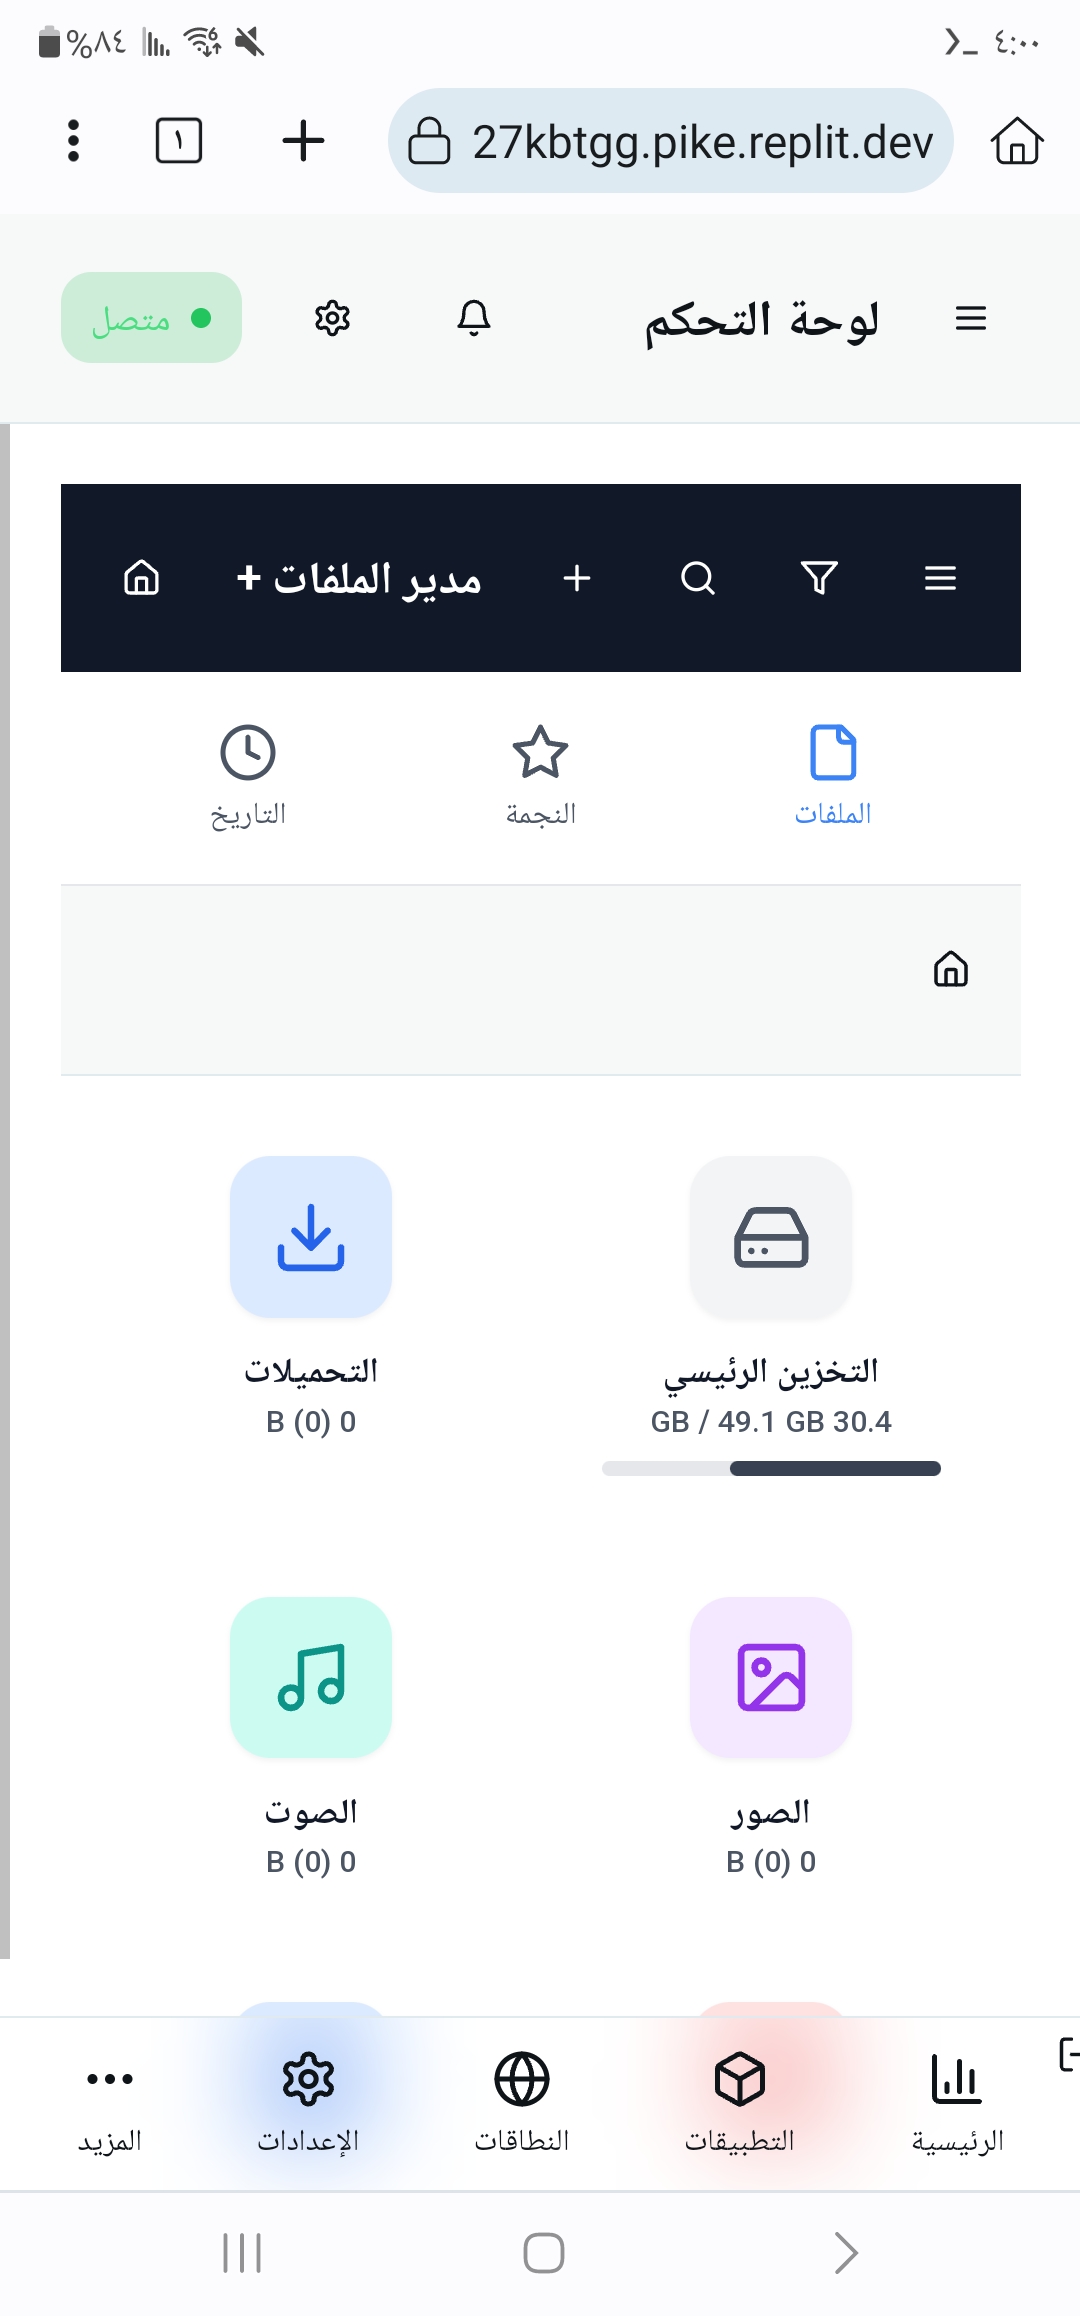 ٤:٠٠
%٨٤
27kbtgg.pike.replit.dev
١
لوحة التحكم
متصل
مدير الملفات +
الملفات
النجمة
التاريخ
التخزين الرئيسي
GB / 49.1 GB 30.4
التحميلات
B (0) 0
الصور
B (0) 0
الصوت
B (0) 0
الرئيسية
التطبيقات
النطاقات
الإعدادات
المزيد